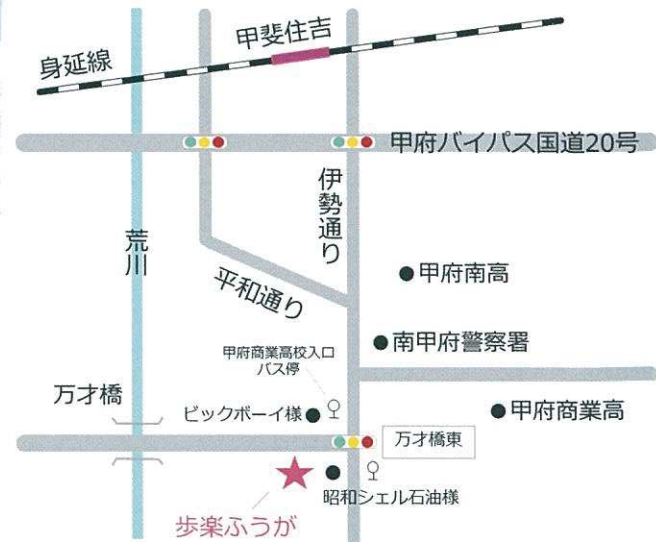 甲斐住吉
身延線
甲府バイパス国道20号
伊勢通り
荒川
平和通り
甲府南高
南甲府警察署
甲府商業高校入口
バス停
万才橋
ビックボーイ様
甲府商業高
万才橋東
昭和シェル石油様
歩楽ふうが